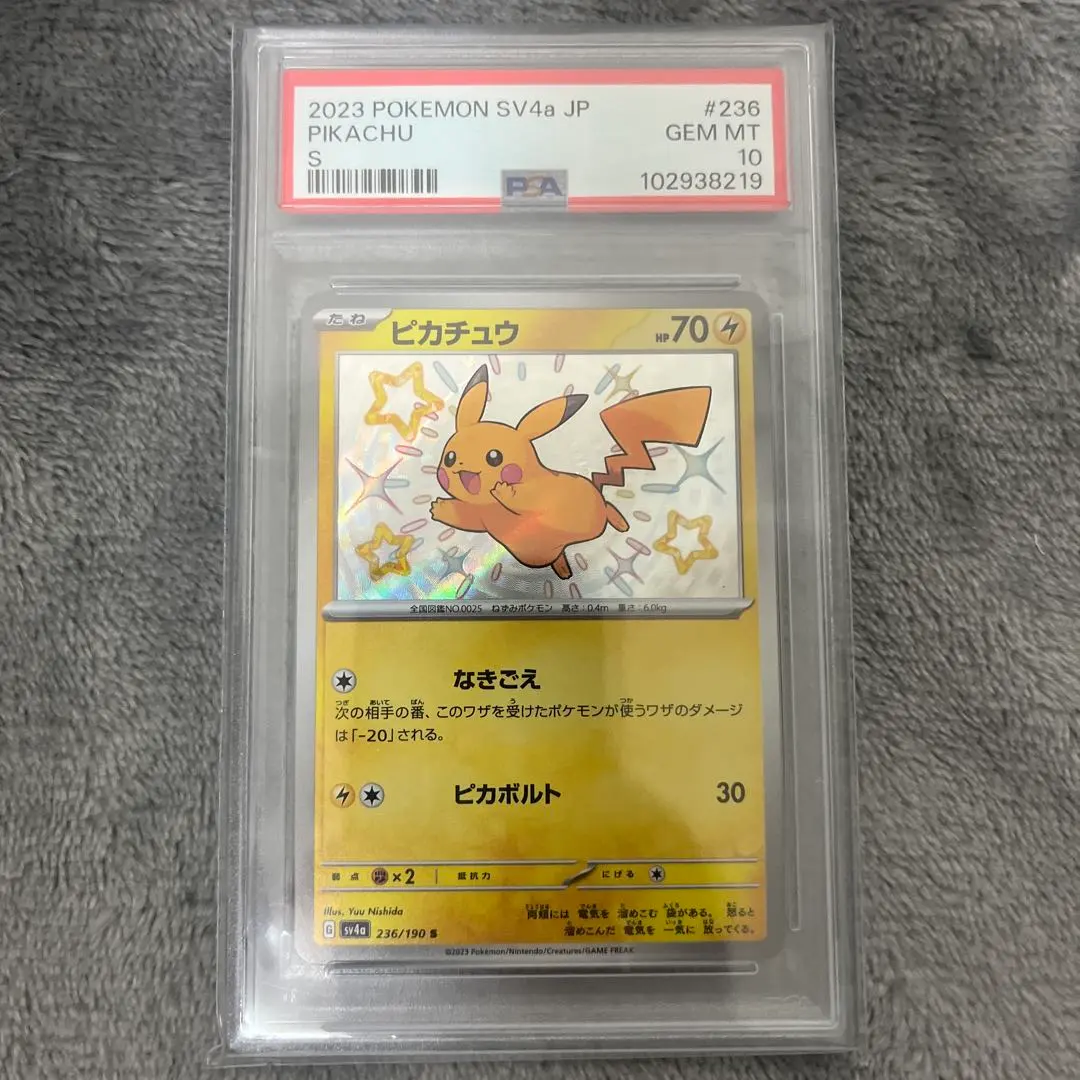 2023 POKEMON SV4a JP #236
PIKACHU GEM MT
S 10
PSA 102938219
たね ピカチュウ HP70
全国図鑑NO.0025 ねずみポケモン 高さ:0.4m 重さ:6.0kg
なきごえ
次の相手の番、このワザを受けたポケモンが使うワザのダメージ
は「-20」される。
ピカボルト 30
弱点 ×2 抵抗力 にげる
Illus. Yuu Nishida
両頬には 電気を 溜めこむ 袋がある。 怒ると
溜めこんだ 電気を 一気に 放ってくる。
G sv4a 236/190 S
©2023 Pokémon/Nintendo/Creatures/GAME FREAK